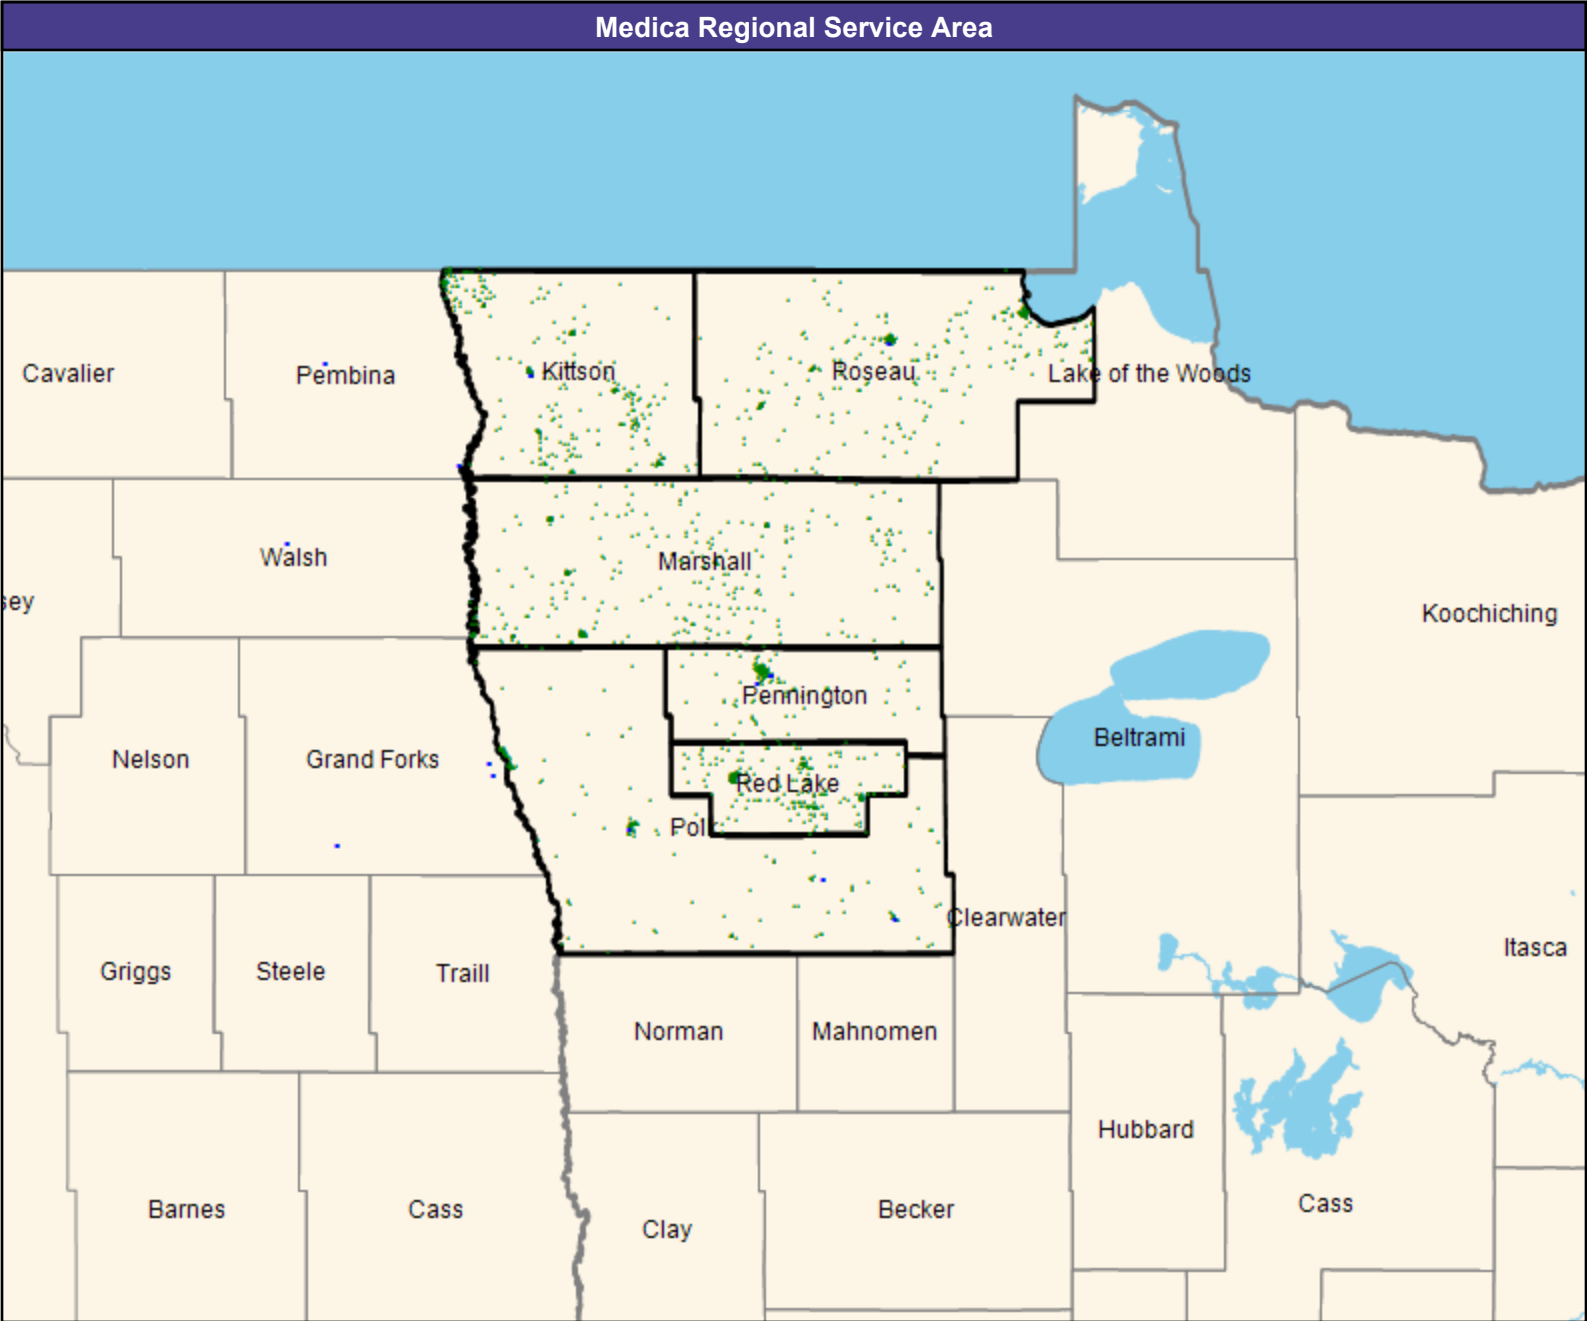 Medica Regional Service Area
Cavalier
Pembina
Kittson
Roseau
Lake of the Woods
Walsh
Marshall
sey
Koochiching
Pennington
Nelson
Grand Forks
Beltrami
Red Lake
Pol
Clearwater
Griggs
Steele
Traill
Itasca
Norman
Mahnomen
Hubbard
Barnes
Cass
Clay
Becker
Cass